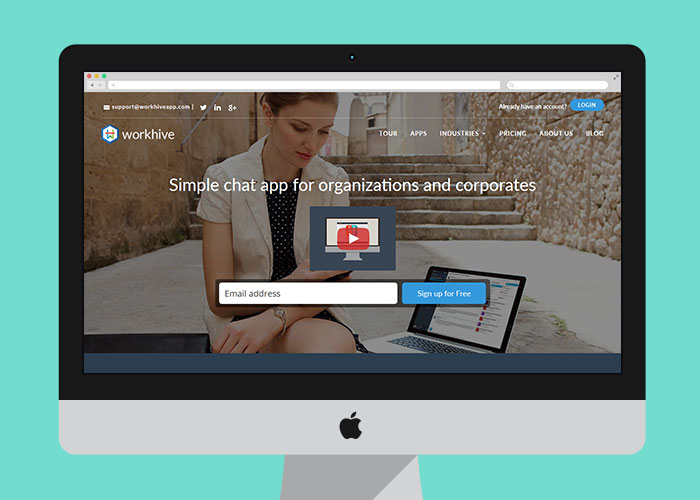 support@workhiveapp.com |
Already have an account? LOGIN
workhive
TOUR APPS INDUSTRIES PRICING ABOUT US BLOG
Simple chat app for organizations and corporates
Email address
Sign up for Free